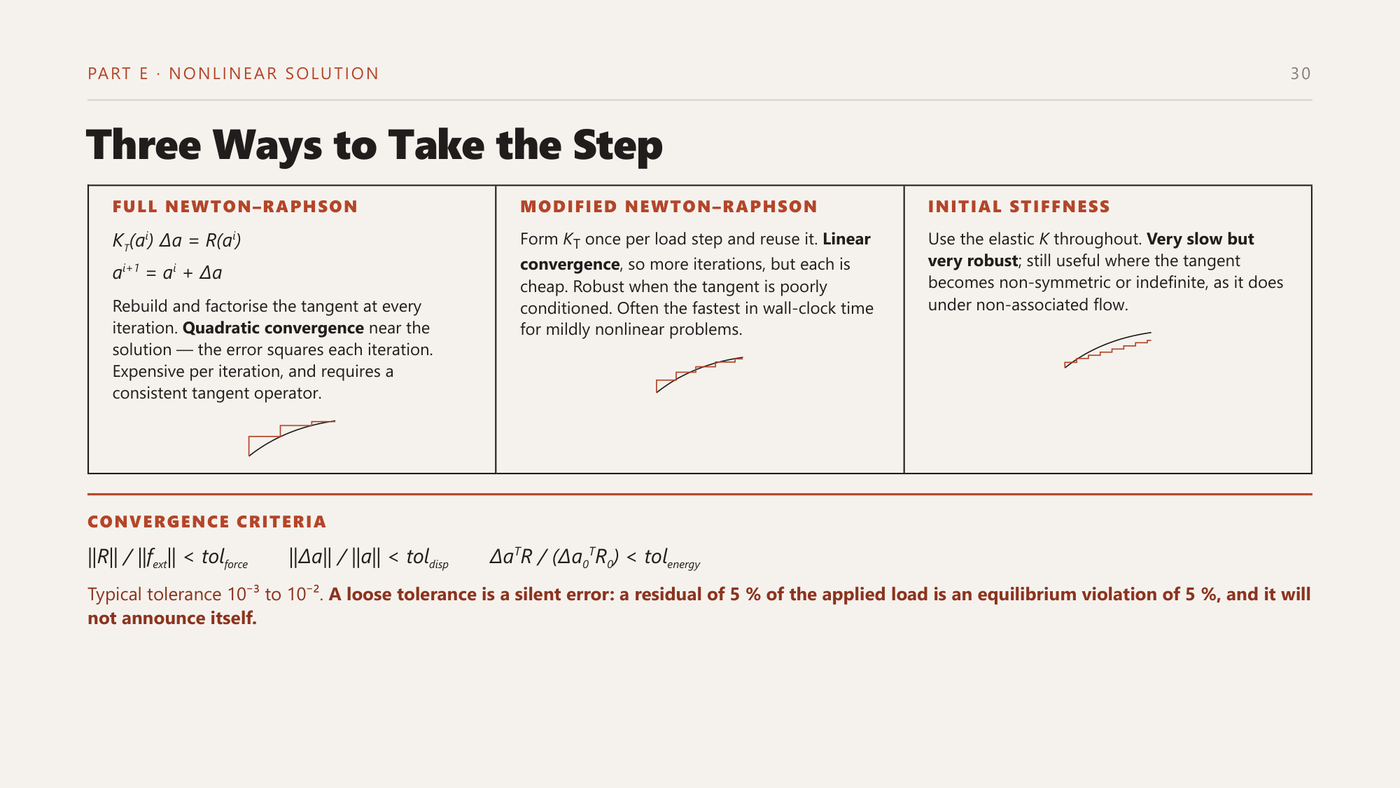 PART E · NONLINEAR SOLUTION
30
Three Ways to Take the Step
FULL NEWTON–RAPHSON
K_T(a^i) Δa = R(a^i)
a^{i+1} = a^i + Δa
Rebuild and factorise the tangent at every
iteration. Quadratic convergence near the
solution — the error squares each iteration.
Expensive per iteration, and requires a
consistent tangent operator.
MODIFIED NEWTON–RAPHSON
Form K_T once per load step and reuse it. Linear
convergence, so more iterations, but each is
cheap. Robust when the tangent is poorly
conditioned. Often the fastest in wall-clock time
for mildly nonlinear problems.
INITIAL STIFFNESS
Use the elastic K throughout. Very slow but
very robust; still useful where the tangent
becomes non-symmetric or indefinite, as it does
under non-associated flow.
CONVERGENCE CRITERIA
||R|| / ||f_ext|| < tol_force
||Δa|| / ||a|| < tol_disp
Δa^T R / (Δa_0^T R_0) < tol_energy
Typical tolerance 10⁻³ to 10⁻². A loose tolerance is a silent error: a residual of 5 % of the applied load is an equilibrium violation of 5 %, and it will
not announce itself.